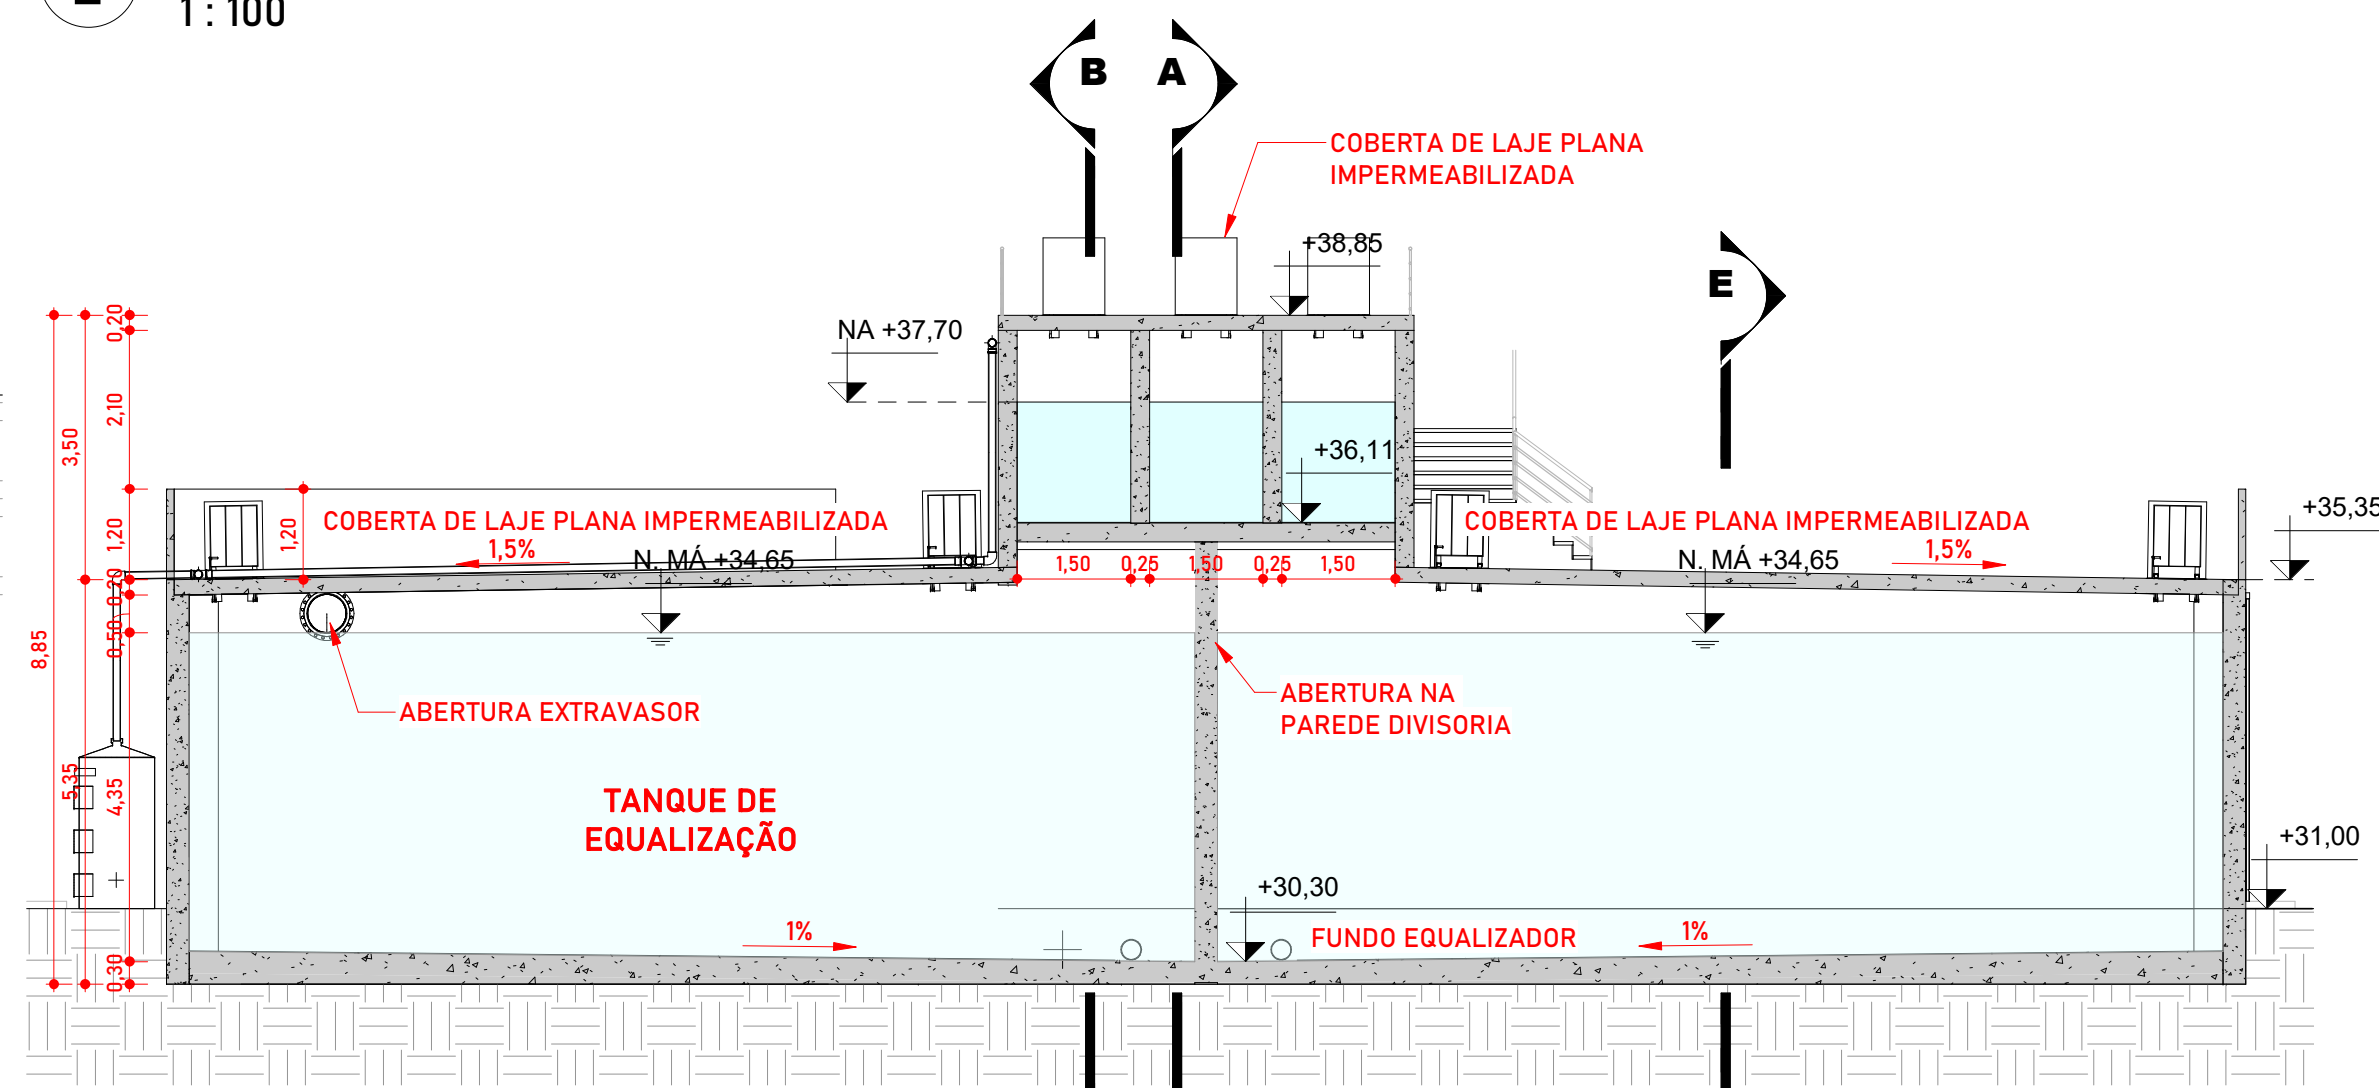 1 : 100
B
A
COBERTA DE LAJE PLANA
IMPERMEABILIZADA
+38,85
E
NA +37,70
0,20
2,10
3,50
+36,11
1,20
1,20
COBERTA DE LAJE PLANA IMPERMEABILIZADA
1,5%
N. MÁ +34,65
1,50
0,25
1,50
0,25
1,50
COBERTA DE LAJE PLANA IMPERMEABILIZADA
1,5%
N. MÁ +34,65
+35,35
0,20
0,50
8,85
ABERTURA EXTRAVASOR
ABERTURA NA
PAREDE DIVISORIA
5,35
4,35
TANQUE DE
EQUALIZAÇÃO
+31,00
+30,30
1%
FUNDO EQUALIZADOR
1%
0,30